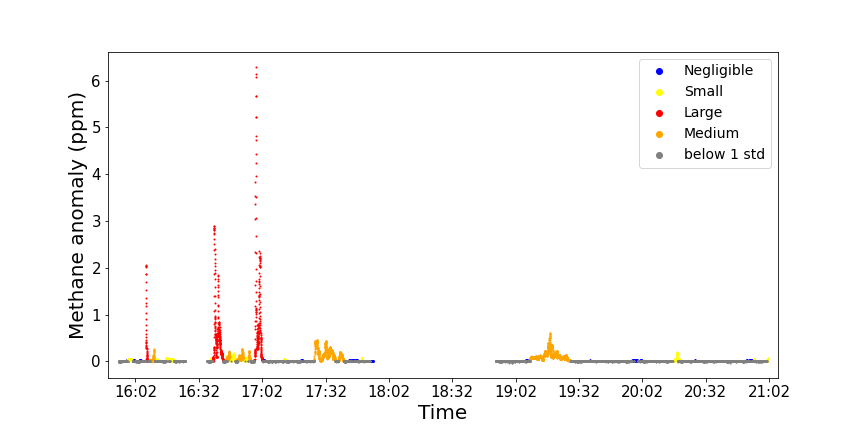 Methane anomaly (ppm)
6
5
4
3
2
1
0
Negligible
Small
Large
Medium
below 1 std
16:02 16:32 17:02 17:32 18:02 18:32 19:02 19:32 20:02 20:32 21:02
Time